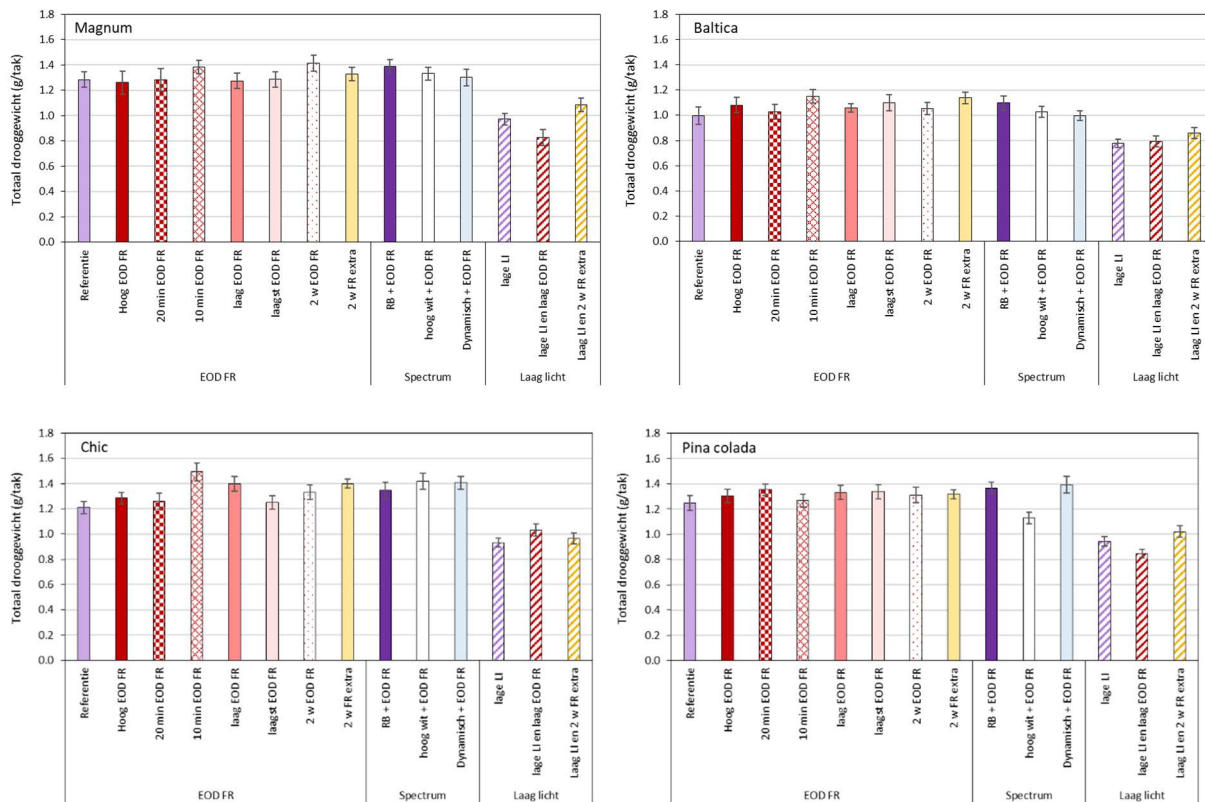 Magnum
Totaal drooggewicht (g/tak)
1.8
1.6
1.4
1.2
1.0
0.8
0.6
0.4
0.2
0.0
Referentie
Hoog EOD FR
20 min EOD FR
10 min EOD FR
laag EOD FR
laagst EOD FR
2 w EOD FR
2 w FR extra
RB + EOD FR
hoog wit + EOD FR
Dynamisch + EOD FR
lage LI
lage LI en laag EOD FR
Laag LI en 2 w FR extra
EOD FR
Spectrum
Laag licht
Baltica
Totaal drooggewicht (g/tak)
1.8
1.6
1.4
1.2
1.0
0.8
0.6
0.4
0.2
0.0
Referentie
Hoog EOD FR
20 min EOD FR
10 min EOD FR
laag EOD FR
laagst EOD FR
2 w EOD FR
2 w FR extra
RB + EOD FR
hoog wit + EOD FR
Dynamisch + EOD FR
lage LI
lage LI en laag EOD FR
Laag LI en 2 w FR extra
EOD FR
Spectrum
Laag licht
Chic
Totaal drooggewicht (g/tak)
1.8
1.6
1.4
1.2
1.0
0.8
0.6
0.4
0.2
0.0
Referentie
Hoog EOD FR
20 min EOD FR
10 min EOD FR
laag EOD FR
laagst EOD FR
2 w EOD FR
2 w FR extra
RB + EOD FR
hoog wit + EOD FR
Dynamisch + EOD FR
lage LI
lage LI en laag EOD FR
Laag LI en 2 w FR extra
EOD FR
Spectrum
Laag licht
Pina colada
Totaal drooggewicht (g/tak)
1.8
1.6
1.4
1.2
1.0
0.8
0.6
0.4
0.2
0.0
Referentie
Hoog EOD FR
20 min EOD FR
10 min EOD FR
laag EOD FR
laagst EOD FR
2 w EOD FR
2 w FR extra
RB + EOD FR
hoog wit + EOD FR
Dynamisch + EOD FR
lage LI
lage LI en laag EOD FR
Laag LI en 2 w FR extra
EOD FR
Spectrum
Laag licht